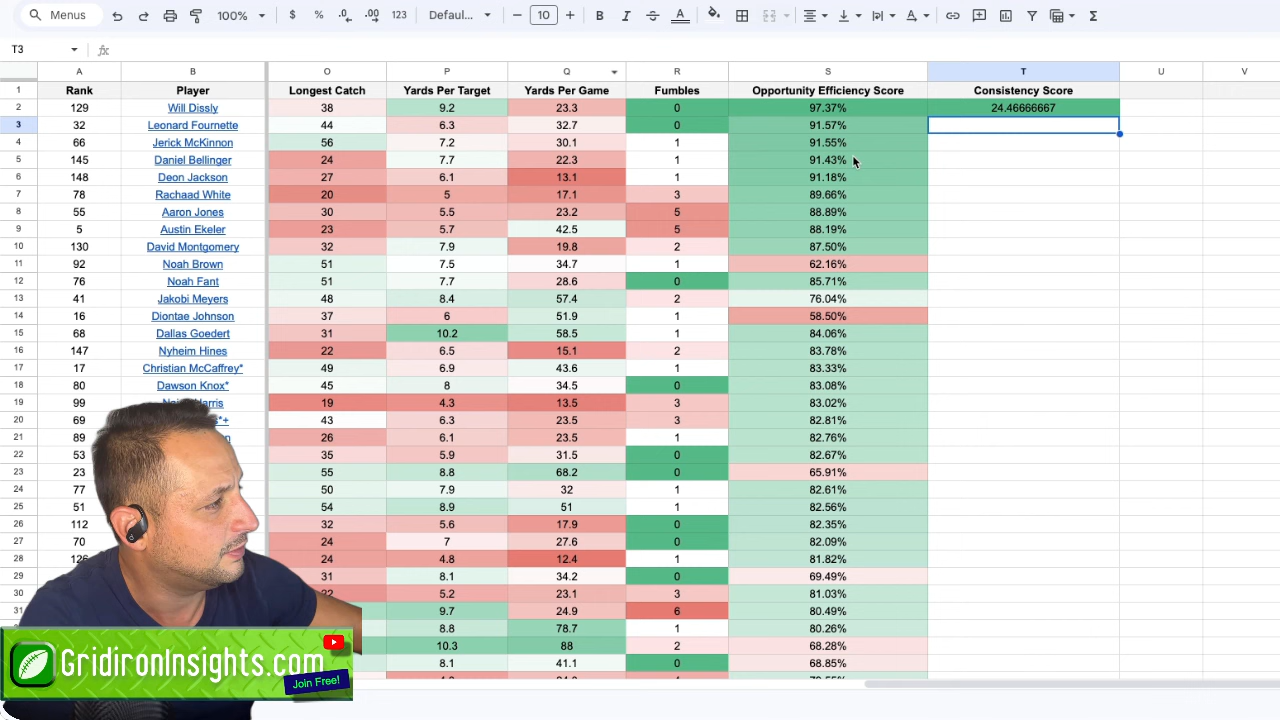 Menus 100% $ % .0 .00 123 Defaul... − 10 + B I A A Σ
T3 fx
A B O P Q R S T U V
1 Rank Player Longest Catch Yards Per Target Yards Per Game Fumbles Opportunity Efficiency Score Consistency Score
2 129 Will Dissly 38 9.2 23.3 0 97.37% 24.46666667
3 32 Leonard Fournette 44 6.3 32.7 0 91.57%
4 66 Jerick McKinnon 56 7.2 30.1 1 91.55%
5 145 Daniel Bellinger 24 7.7 22.3 1 91.43%
6 148 Deon Jackson 27 6.1 13.1 1 91.18%
7 78 Rachaad White 20 5 17.1 3 89.66%
8 55 Aaron Jones 30 5.5 23.2 5 88.89%
9 5 Austin Ekeler 23 5.7 42.5 5 88.19%
10 130 David Montgomery 32 7.9 19.8 2 87.50%
11 92 Noah Brown 51 7.5 34.7 1 62.16%
12 76 Noah Fant 51 7.7 28.6 0 85.71%
13 41 Jakobi Meyers 48 8.4 57.4 2 76.04%
14 16 Diontae Johnson 37 6 51.9 1 58.50%
15 68 Dallas Goedert 31 10.2 58.5 1 84.06%
16 147 Nyheim Hines 22 6.5 15.1 2 83.78%
17 17 Christian McCaffrey* 49 6.9 43.6 1 83.33%
18 80 Dawson Knox* 45 8 34.5 0 83.08%
19 99 19 4.3 13.5 3 83.02%
20 69 *+ 43 6.3 23.5 3 82.81%
21 89 26 6.1 23.5 1 82.76%
22 53 35 5.9 31.5 0 82.67%
23 23 55 8.8 68.2 0 65.91%
24 77 50 7.9 32 1 82.61%
25 51 54 8.9 51 1 82.56%
26 112 32 5.6 17.9 0 82.35%
27 70 24 7 27.6 0 82.09%
28 24 4.8 12.4 1 81.82%
29 31 8.1 34.2 0 69.49%
30 5.2 23.1 3 81.03%
31 9.7 24.9 6 80.49%
8.8 78.7 1 80.26%
10.3 88 2 68.28%
8.1 41.1 0 68.85%
GridironInsights.com
Join Free!